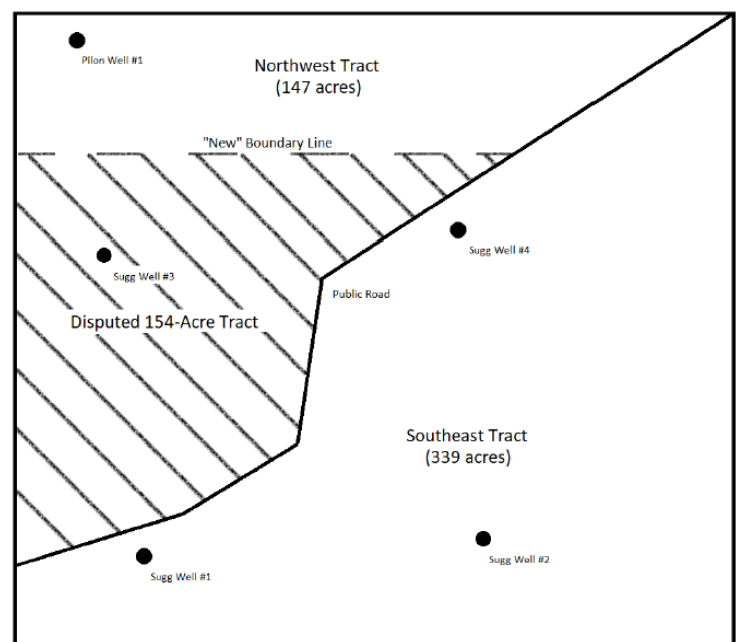 Pilon Well #1
Northwest Tract
(147 acres)
"New" Boundary Line
Sugg Well #4
Sugg Well #3
Public Road
Disputed 154-Acre Tract
Southeast Tract
(339 acres)
Sugg Well #2
Sugg Well #1